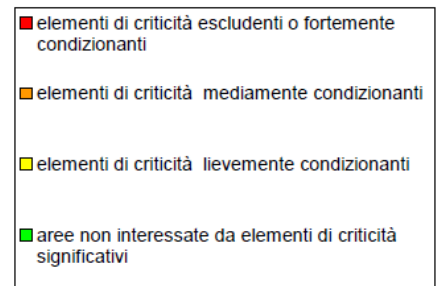 elementi di criticità escludenti o fortemente
condizionanti
elementi di criticità  mediamente condizionanti
elementi di criticità  lievemente condizionanti
aree non interessate da elementi di criticità
significativi